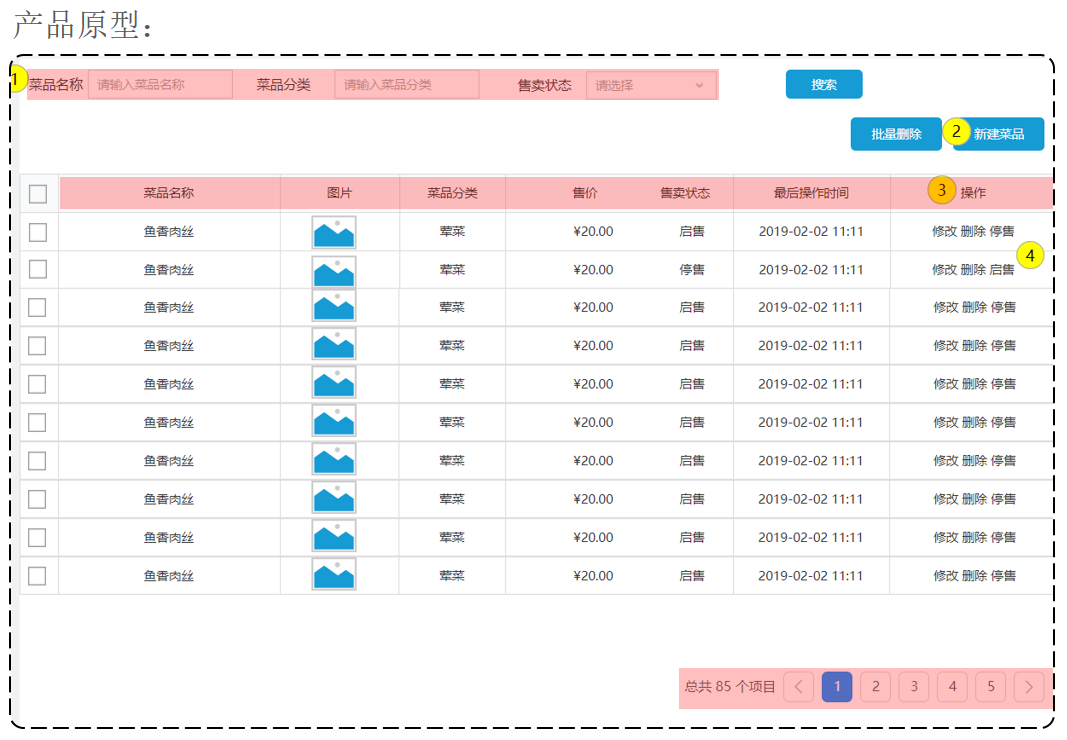 产品原型：
1 菜品名称 请输入菜品名称 菜品分类 请输入菜品分类 售卖状态 请选择 搜索
批量删除 2 新建菜品
菜品名称 图片 菜品分类 售价 售卖状态 最后操作时间 3 操作
鱼香肉丝 荤菜 ¥20.00 启售 2019-02-02 11:11 修改 删除 停售
4
鱼香肉丝 荤菜 ¥20.00 停售 2019-02-02 11:11 修改 删除 启售
鱼香肉丝 荤菜 ¥20.00 启售 2019-02-02 11:11 修改 删除 停售
鱼香肉丝 荤菜 ¥20.00 启售 2019-02-02 11:11 修改 删除 停售
鱼香肉丝 荤菜 ¥20.00 启售 2019-02-02 11:11 修改 删除 停售
鱼香肉丝 荤菜 ¥20.00 启售 2019-02-02 11:11 修改 删除 停售
鱼香肉丝 荤菜 ¥20.00 启售 2019-02-02 11:11 修改 删除 停售
鱼香肉丝 荤菜 ¥20.00 启售 2019-02-02 11:11 修改 删除 停售
鱼香肉丝 荤菜 ¥20.00 启售 2019-02-02 11:11 修改 删除 停售
鱼香肉丝 荤菜 ¥20.00 启售 2019-02-02 11:11 修改 删除 停售
总共 85 个项目 1 2 3 4 5